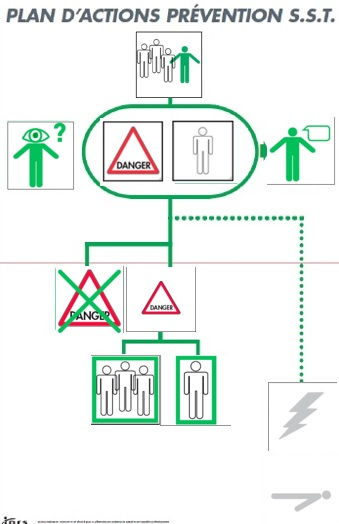 PLAN D'ACTIONS PRÉVENTION S.S.T.
?
DANGER
DANGER
DANGER